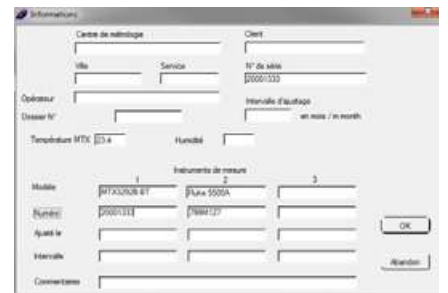 Informations
Centre de métrologie Client
Ville Service N° de série
20001333
Opérateur Intervalle d'ajustage
Dossier N° en mois / in month
Température MTX 23.4 Humidité
Instruments de mesure
1 2 3
Modèle MTX3292B-BT Fluke 5500A
Numéro 20001333
Ajusté le
Intervalle
Commentaires
OK
Abandon